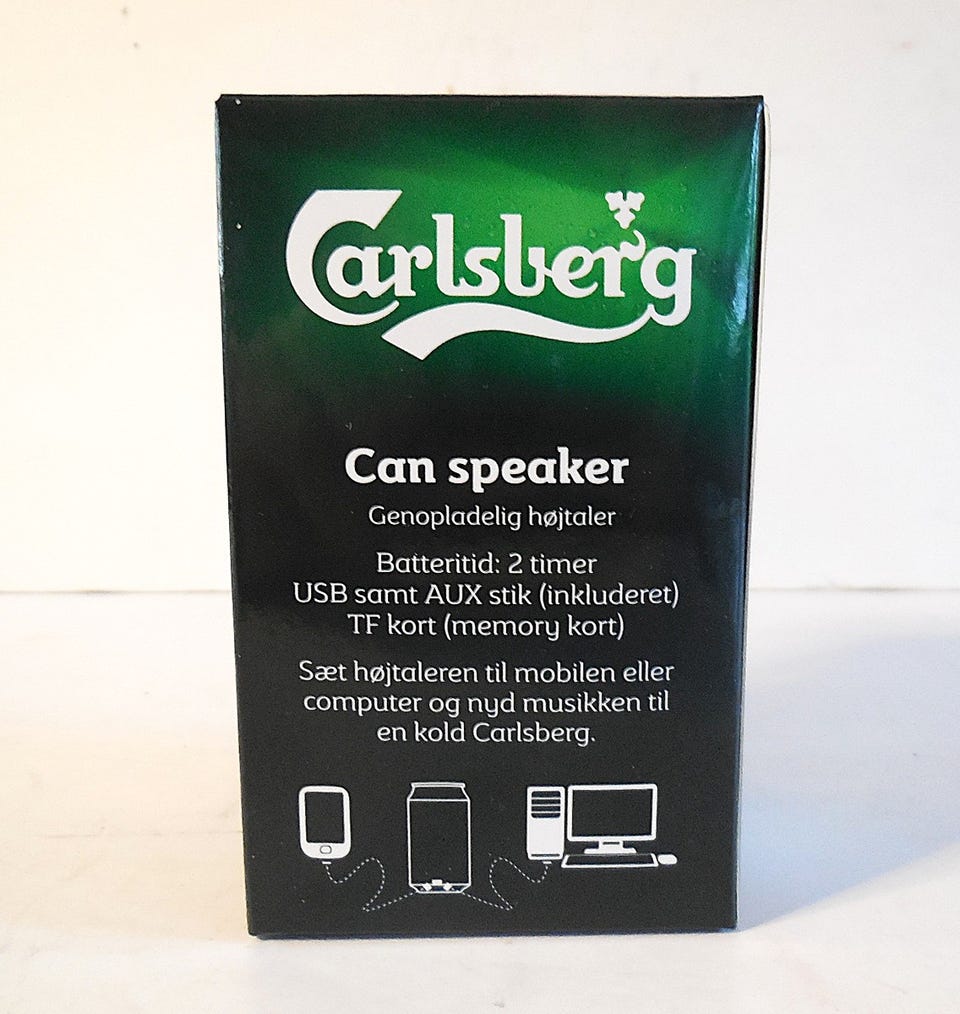 Carlsberg
Can speaker
Genopladelig højtaler
Batteritid: 2 timer
USB samt AUX stik (inkluderet)
TF kort (memory kort)
Sæt højtaleren til mobilen eller
computer og nyd musikken til
en kold Carlsberg.